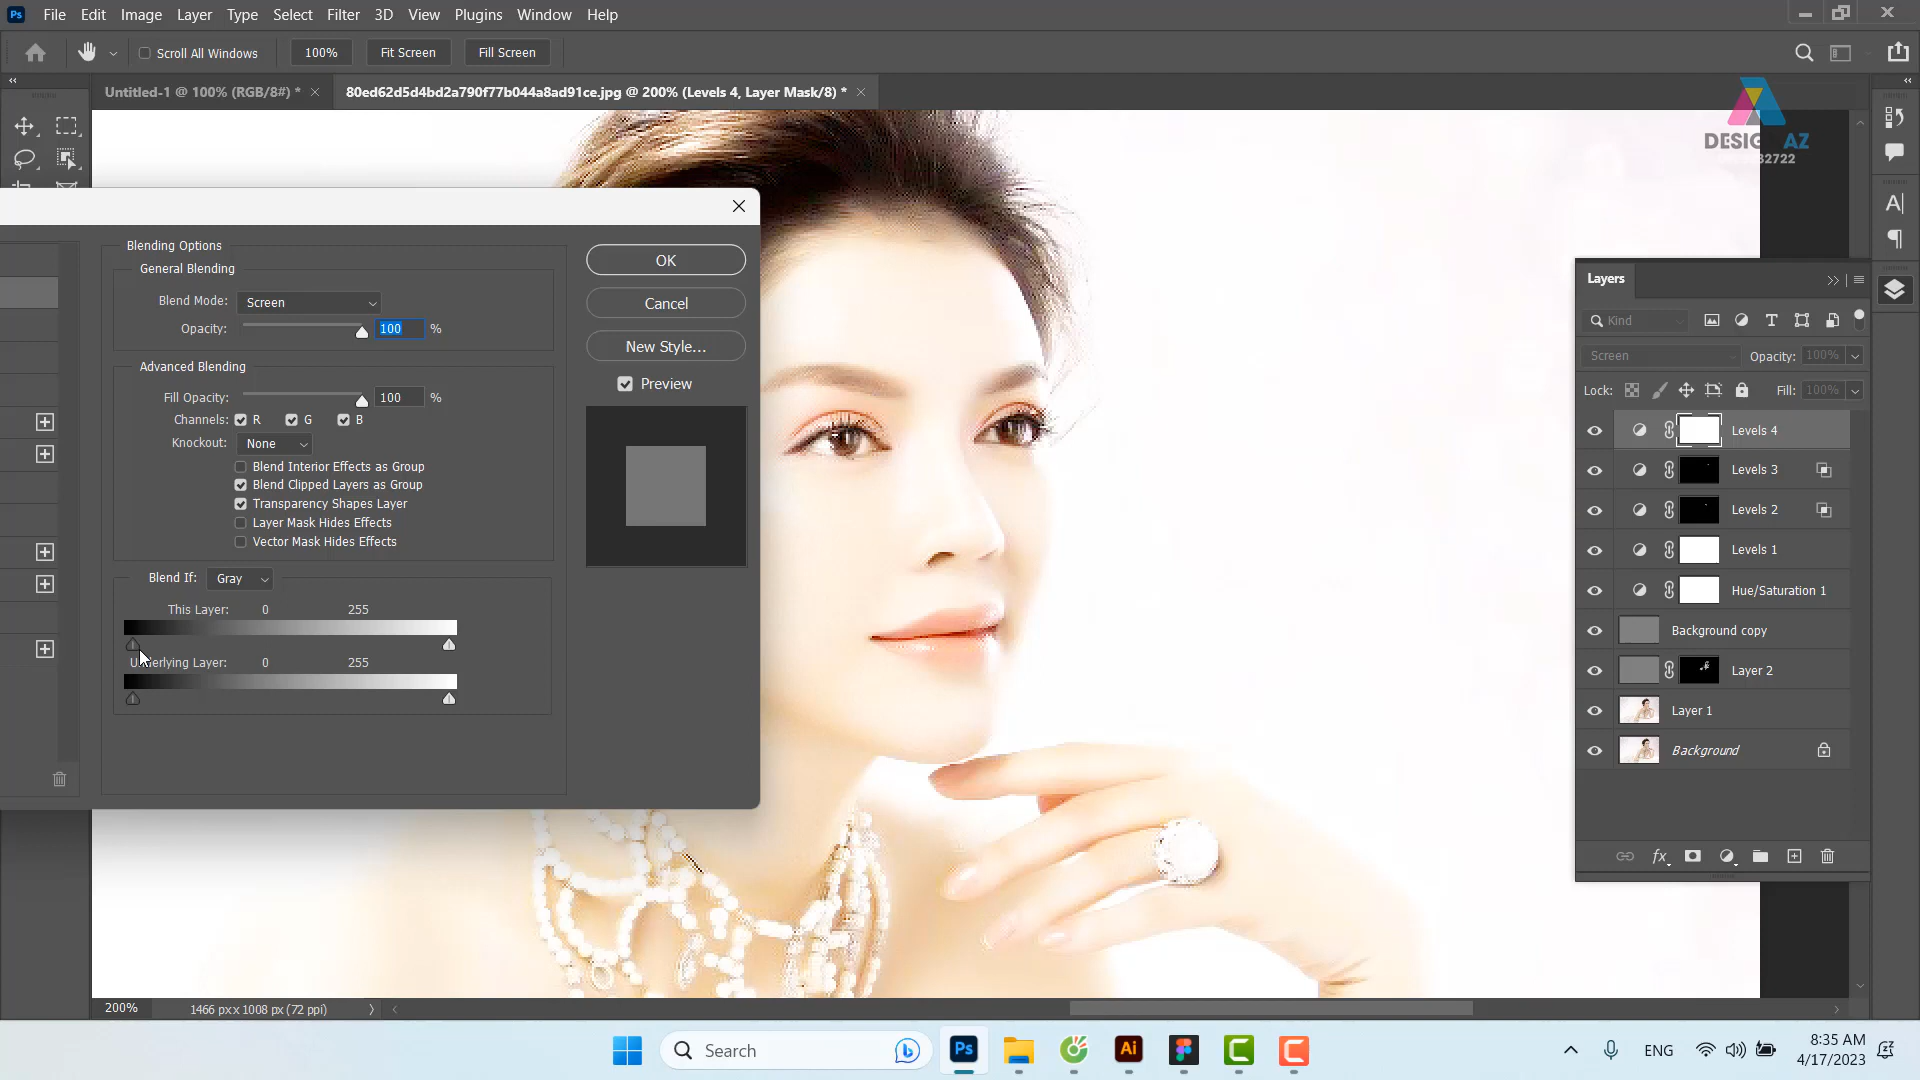 File Edit Image Layer Type Select Filter 3D View Plugins Window Help
Scroll All Windows 100% Fit Screen Fill Screen
Untitled-1 @ 100% (RGB/8#) *
80ed62d5d4bd2a790f77b044a8ad91ce.jpg @ 200% (Levels 4, Layer Mask/8) *
Blending Options
General Blending
Blend Mode: Screen
Opacity: 100 %
Advanced Blending
Fill Opacity: 100 %
Channels: R G B
Knockout: None
Blend Interior Effects as Group
Blend Clipped Layers as Group
Transparency Shapes Layer
Layer Mask Hides Effects
Vector Mask Hides Effects
Blend If: Gray
This Layer: 0 255
Underlying Layer: 0 255
OK
Cancel
New Style...
Preview
Layers
Kind
Screen Opacity: 100%
Lock: Fill: 100%
Levels 4
Levels 3
Levels 2
Levels 1
Hue/Saturation 1
Background copy
Layer 2
Layer 1
Background
fx
200% 1466 px x 1008 px (72 ppi)
Search
Ps
Ai
ENG
8:35 AM
4/17/2023